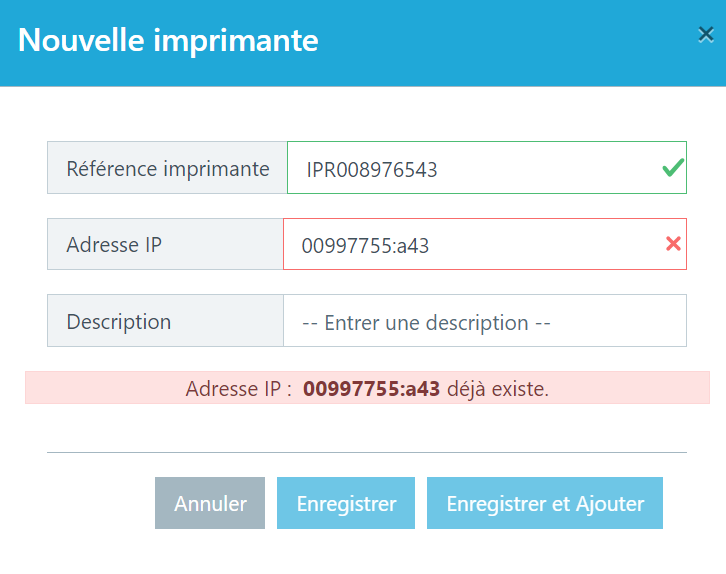 Nouvelle imprimante
Référence imprimante IPR008976543
Adresse IP 00997755:a43
Description -- Entrer une description --
Adresse IP : 00997755:a43 déjà existe.
Annuler Enregistrer Enregistrer et Ajouter